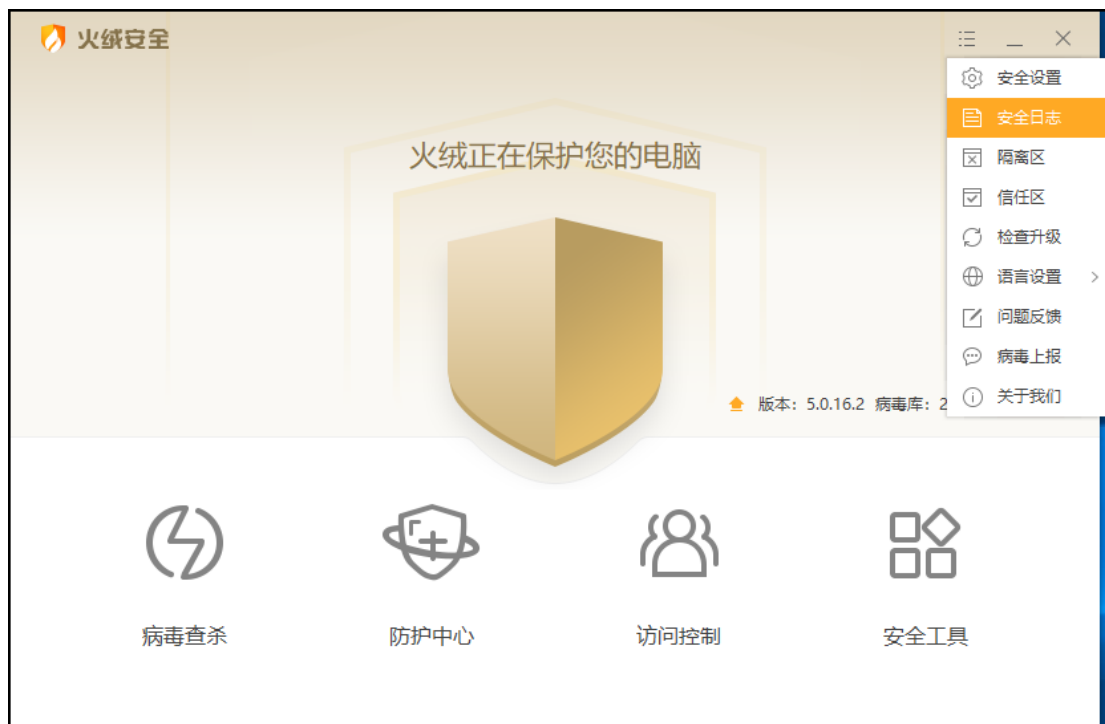 火绒安全
安全设置
安全日志
火绒正在保护您的电脑
隔离区
信任区
检查升级
语言设置
问题反馈
病毒上报
版本：5.0.16.2 病毒库：2
关于我们
病毒查杀
防护中心
访问控制
安全工具